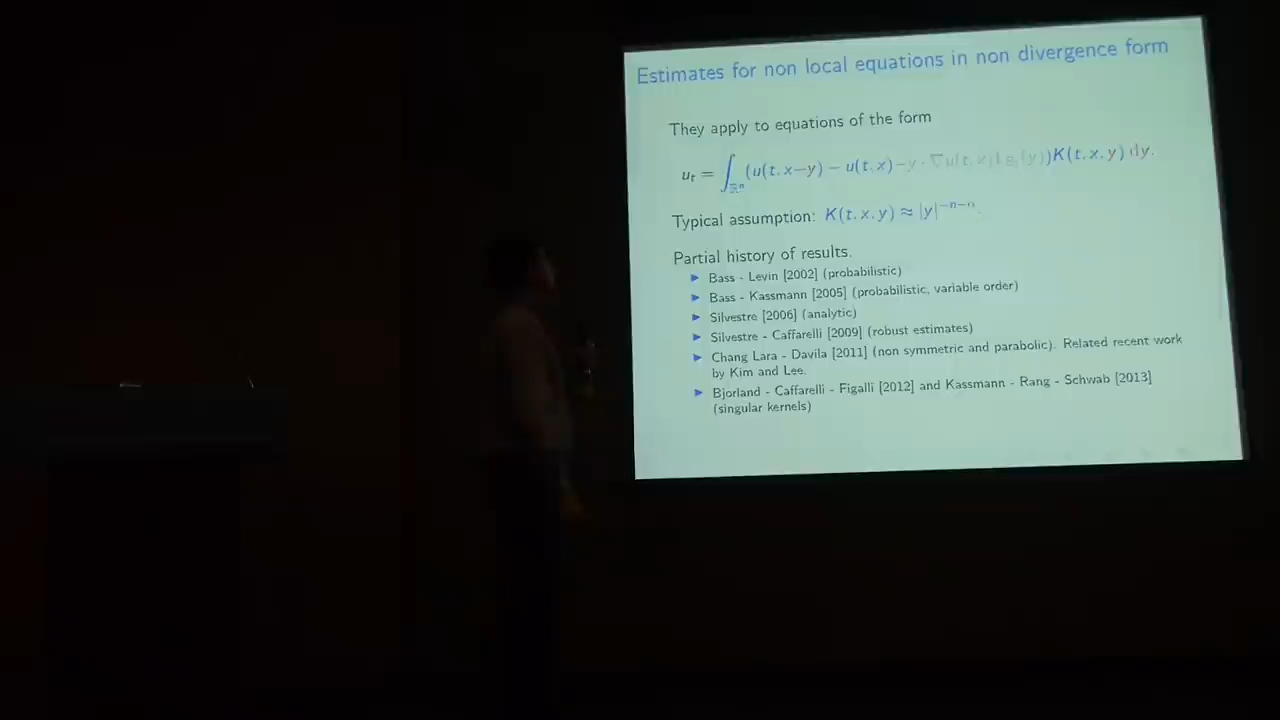 Estimates for non local equations in non divergence form
They apply to equations of the form
uₜ = ∫_ℝⁿ (u(t, x−y) − u(t, x) − y · ∇u(t, x)1_B₁(y))K(t, x, y) dy.
Typical assumption: K(t, x, y) ≈ |y|^−n−α.
Partial history of results.
▶ Bass - Levin [2002] (probabilistic)
▶ Bass - Kassmann [2005] (probabilistic, variable order)
▶ Silvestre [2006] (analytic)
▶ Silvestre - Caffarelli [2009] (robust estimates)
▶ Chang Lara - Davila [2011] (non symmetric and parabolic). Related recent work
by Kim and Lee.
▶ Bjorland - Caffarelli - Figalli [2012] and Kassmann - Rang - Schwab [2013]
(singular kernels)